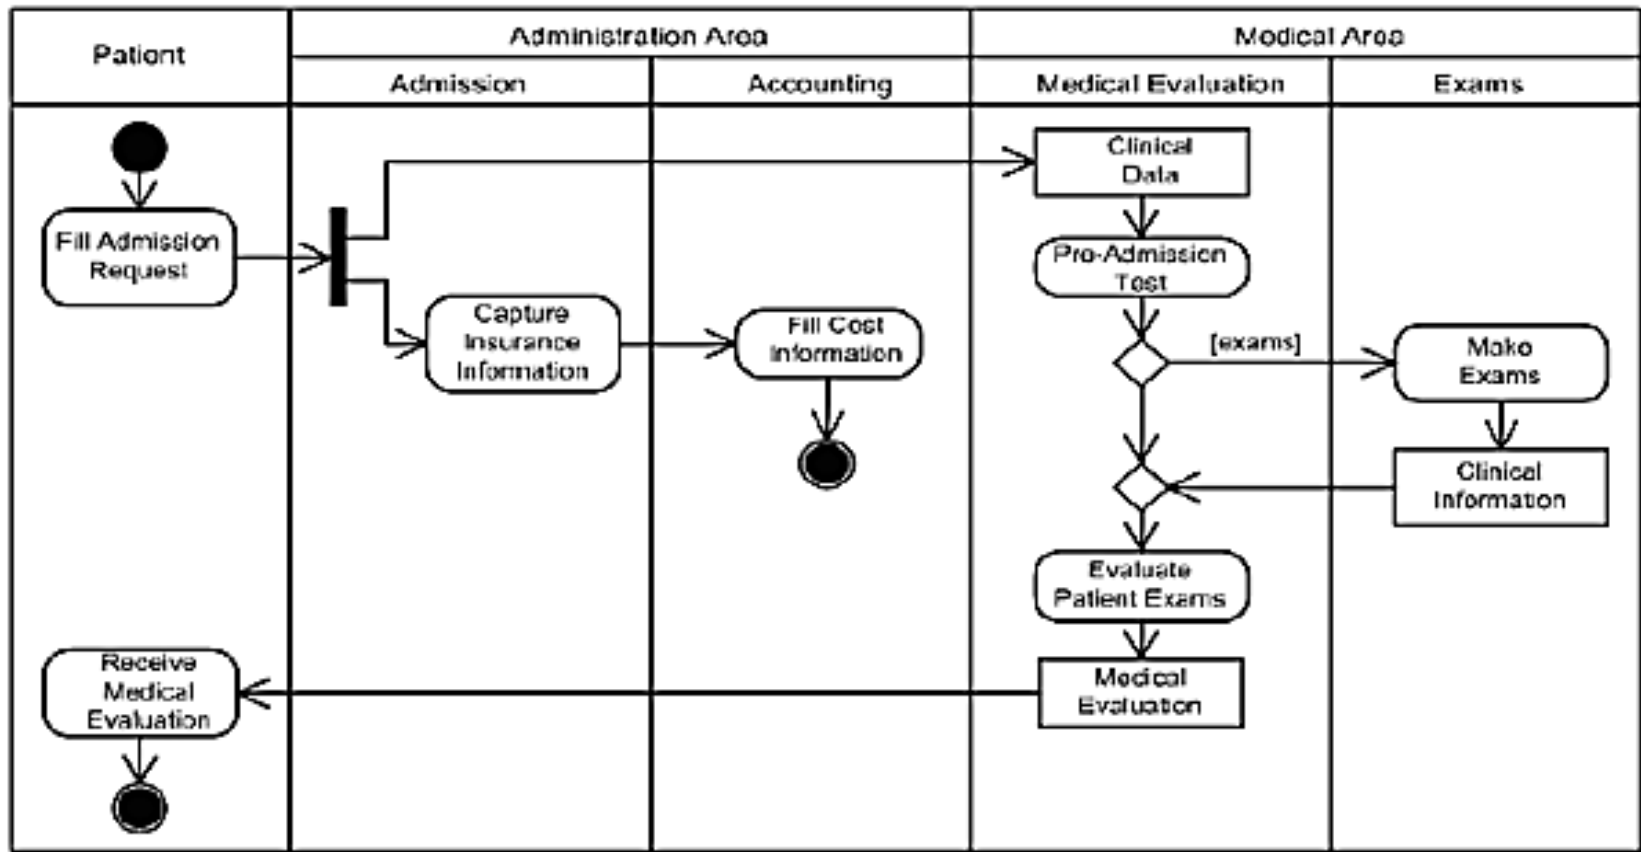 Patient
Administration Area
Medical Area
Admission
Accounting
Medical Evaluation
Exams
Clinical
Data
Fill Admission
Request
Pre-Admission
Test
Capture
Insurance
Information
Fill Cost
Information
[exams]
Make
Exams
Clinical
Information
Evaluate
Patient Exams
Receive
Medical
Evaluation
Medical
Evaluation